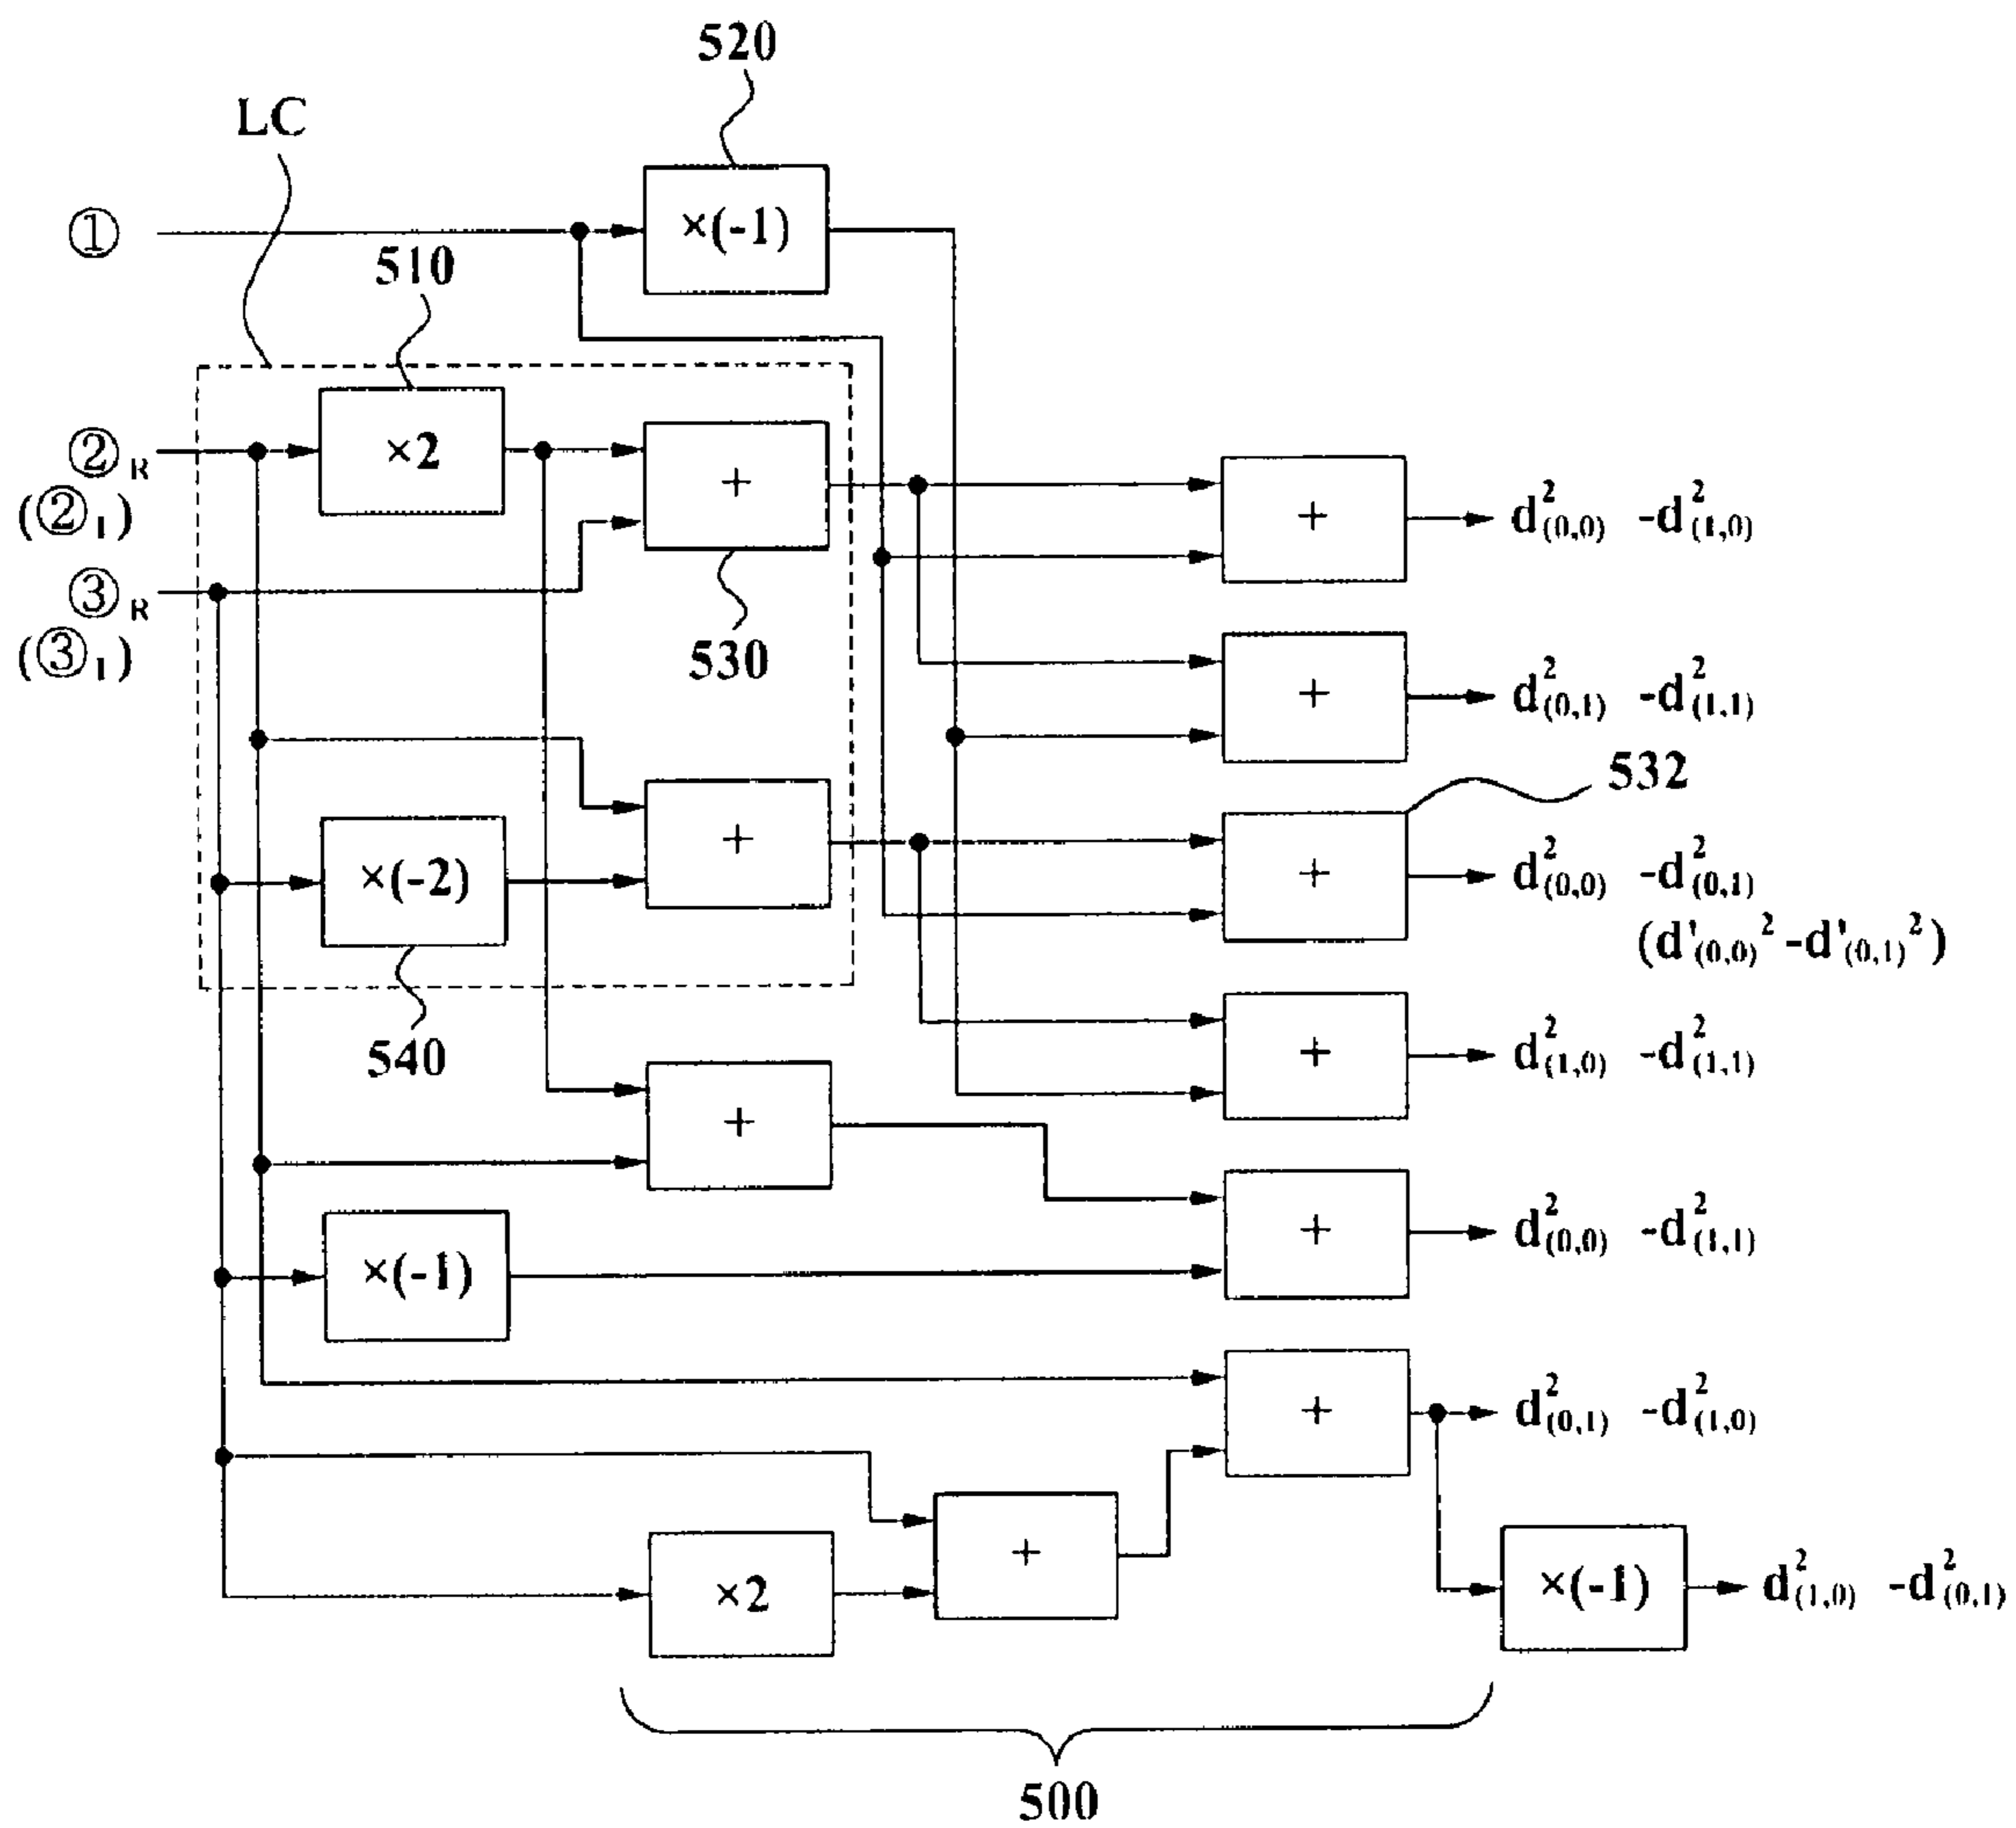 520
LC
① ×(-1)
510
②R ×2 +
(②I) + d²(0,0) -d²(1,0)
③R
(③I) 530 + d²(0,1) -d²(1,1)
532
+ + d²(0,0) -d²(0,1)
×(-2) (d'(0,0)² -d'(0,1)²)
540 + d²(1,0) -d²(1,1)
+
×(-1) + d²(0,0) -d²(1,1)
+ d²(0,1) -d²(1,0)
+
×2 ×(-1) d²(1,0) -d²(0,1)
500